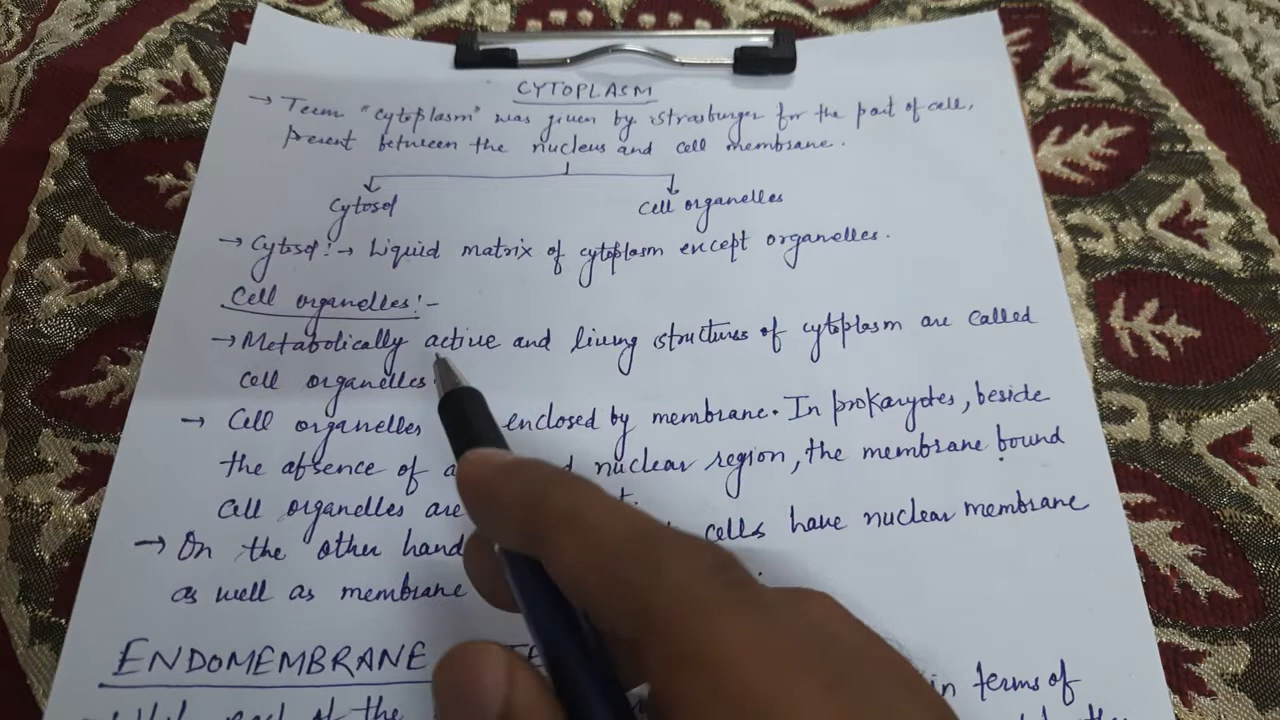 CYTOPLASM
→ Term "cytoplasm" was given by strasburger for the part of cell,
present between the nucleus and cell membrane.
Cytosol Cell organelles
→ Cytosol :→ Liquid matrix of cytoplasm except organelles.
Cell organelles :-
→ Metabolically active and living structures of cytoplasm are called
cell organelles.
→ Cell organelles enclosed by membrane. In prokaryotes, beside
the absence of a nuclear region, the membrane bound
cell organelles are
→ On the other hand cells have nuclear membrane
as well as membrane
ENDOMEMBRANE
part of the in terms of